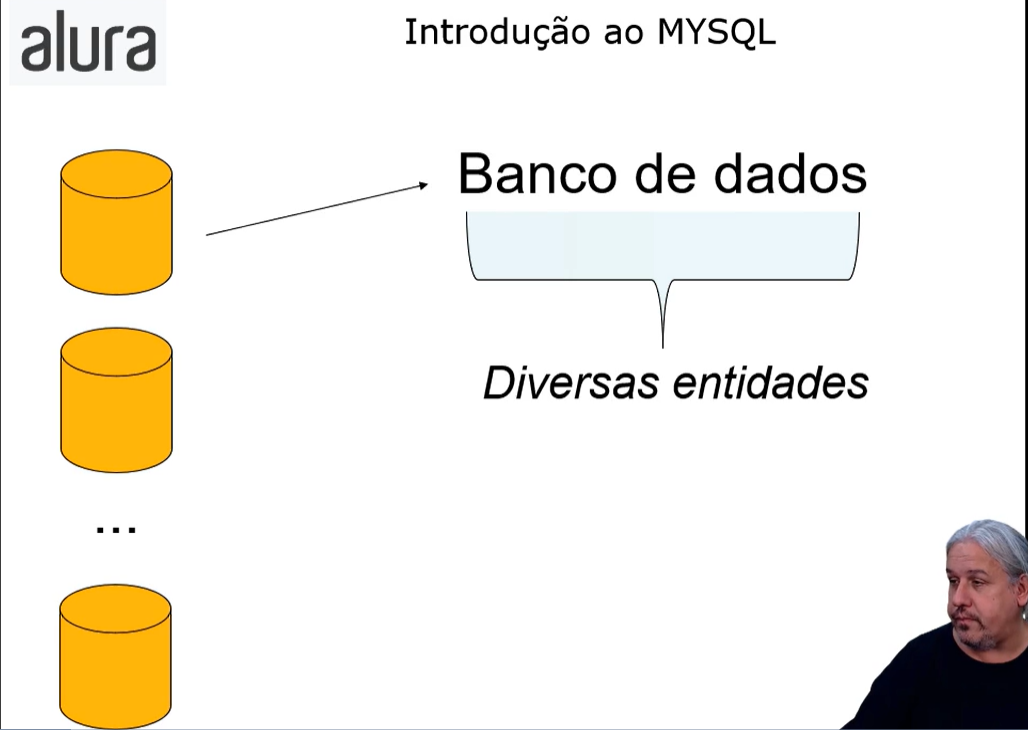 alura
Introdução ao MYSQL
Banco de dados
Diversas entidades
...